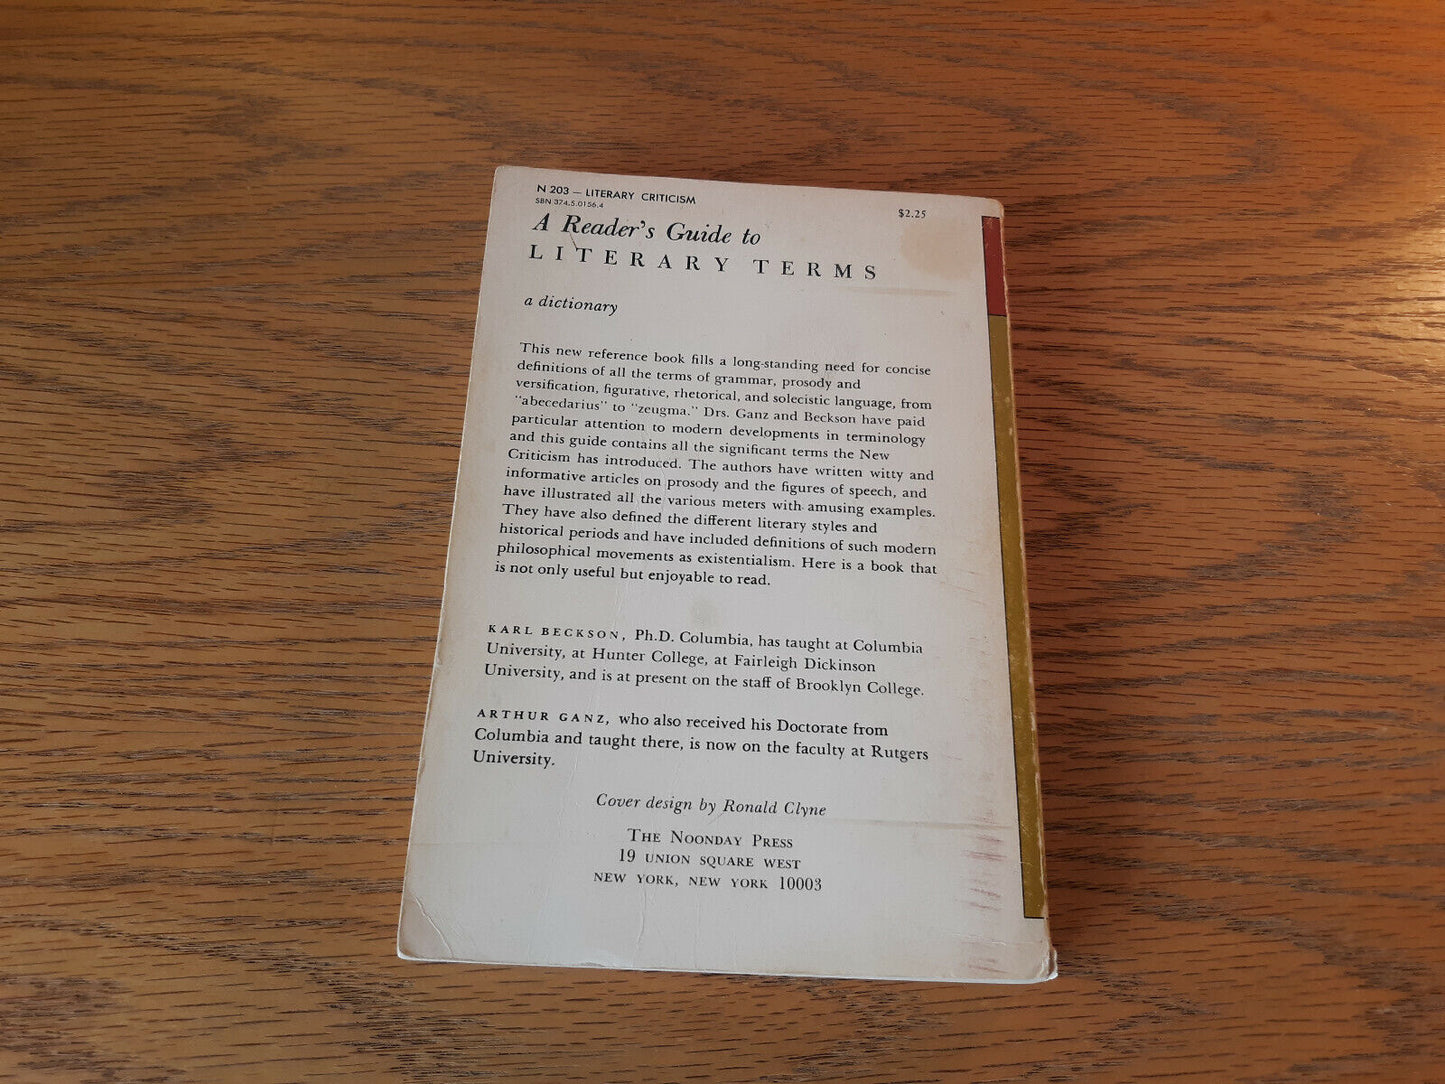 N 203 — LITERARY CRITICISM
SBN 374.5.0156.4
$2.25
A Reader's Guide to
LITERARY TERMS
a dictionary
This new reference book fills a long-standing need for concise
definitions of all the terms of grammar, prosody and
versification, figurative, rhetorical, and solecistic language, from
"abecedarius" to "zeugma." Drs. Ganz and Beckson have paid
particular attention to modern developments in terminology
and this guide contains all the significant terms the New
Criticism has introduced. The authors have written witty and
informative articles on prosody and the figures of speech, and
have illustrated all the various meters with amusing examples.
They have also defined the different literary styles and
historical periods and have included definitions of such modern
philosophical movements as existentialism. Here is a book that
is not only useful but enjoyable to read.
KARL BECKSON, Ph.D. Columbia, has taught at Columbia
University, at Hunter College, at Fairleigh Dickinson
University, and is at present on the staff of Brooklyn College.
ARTHUR GANZ, who also received his Doctorate from
Columbia and taught there, is now on the faculty at Rutgers
University.
Cover design by Ronald Clyne
THE NOONDAY PRESS
19 UNION SQUARE WEST
NEW YORK, NEW YORK 10003